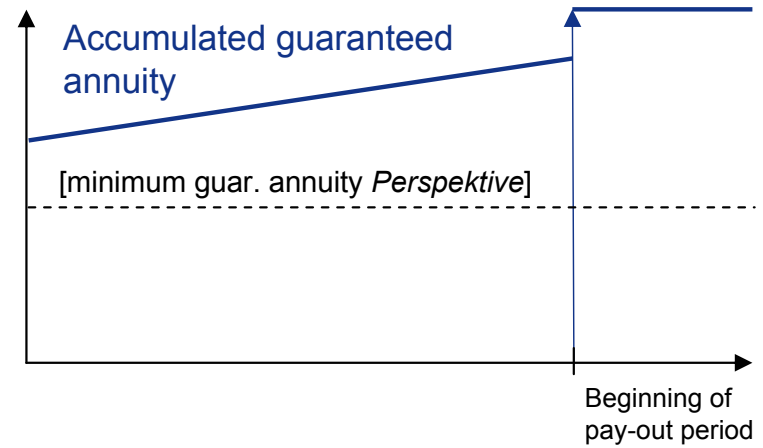 Accumulated guaranteed
annuity
[minimum guar. annuity Perspektive]
Beginning of
pay-out period